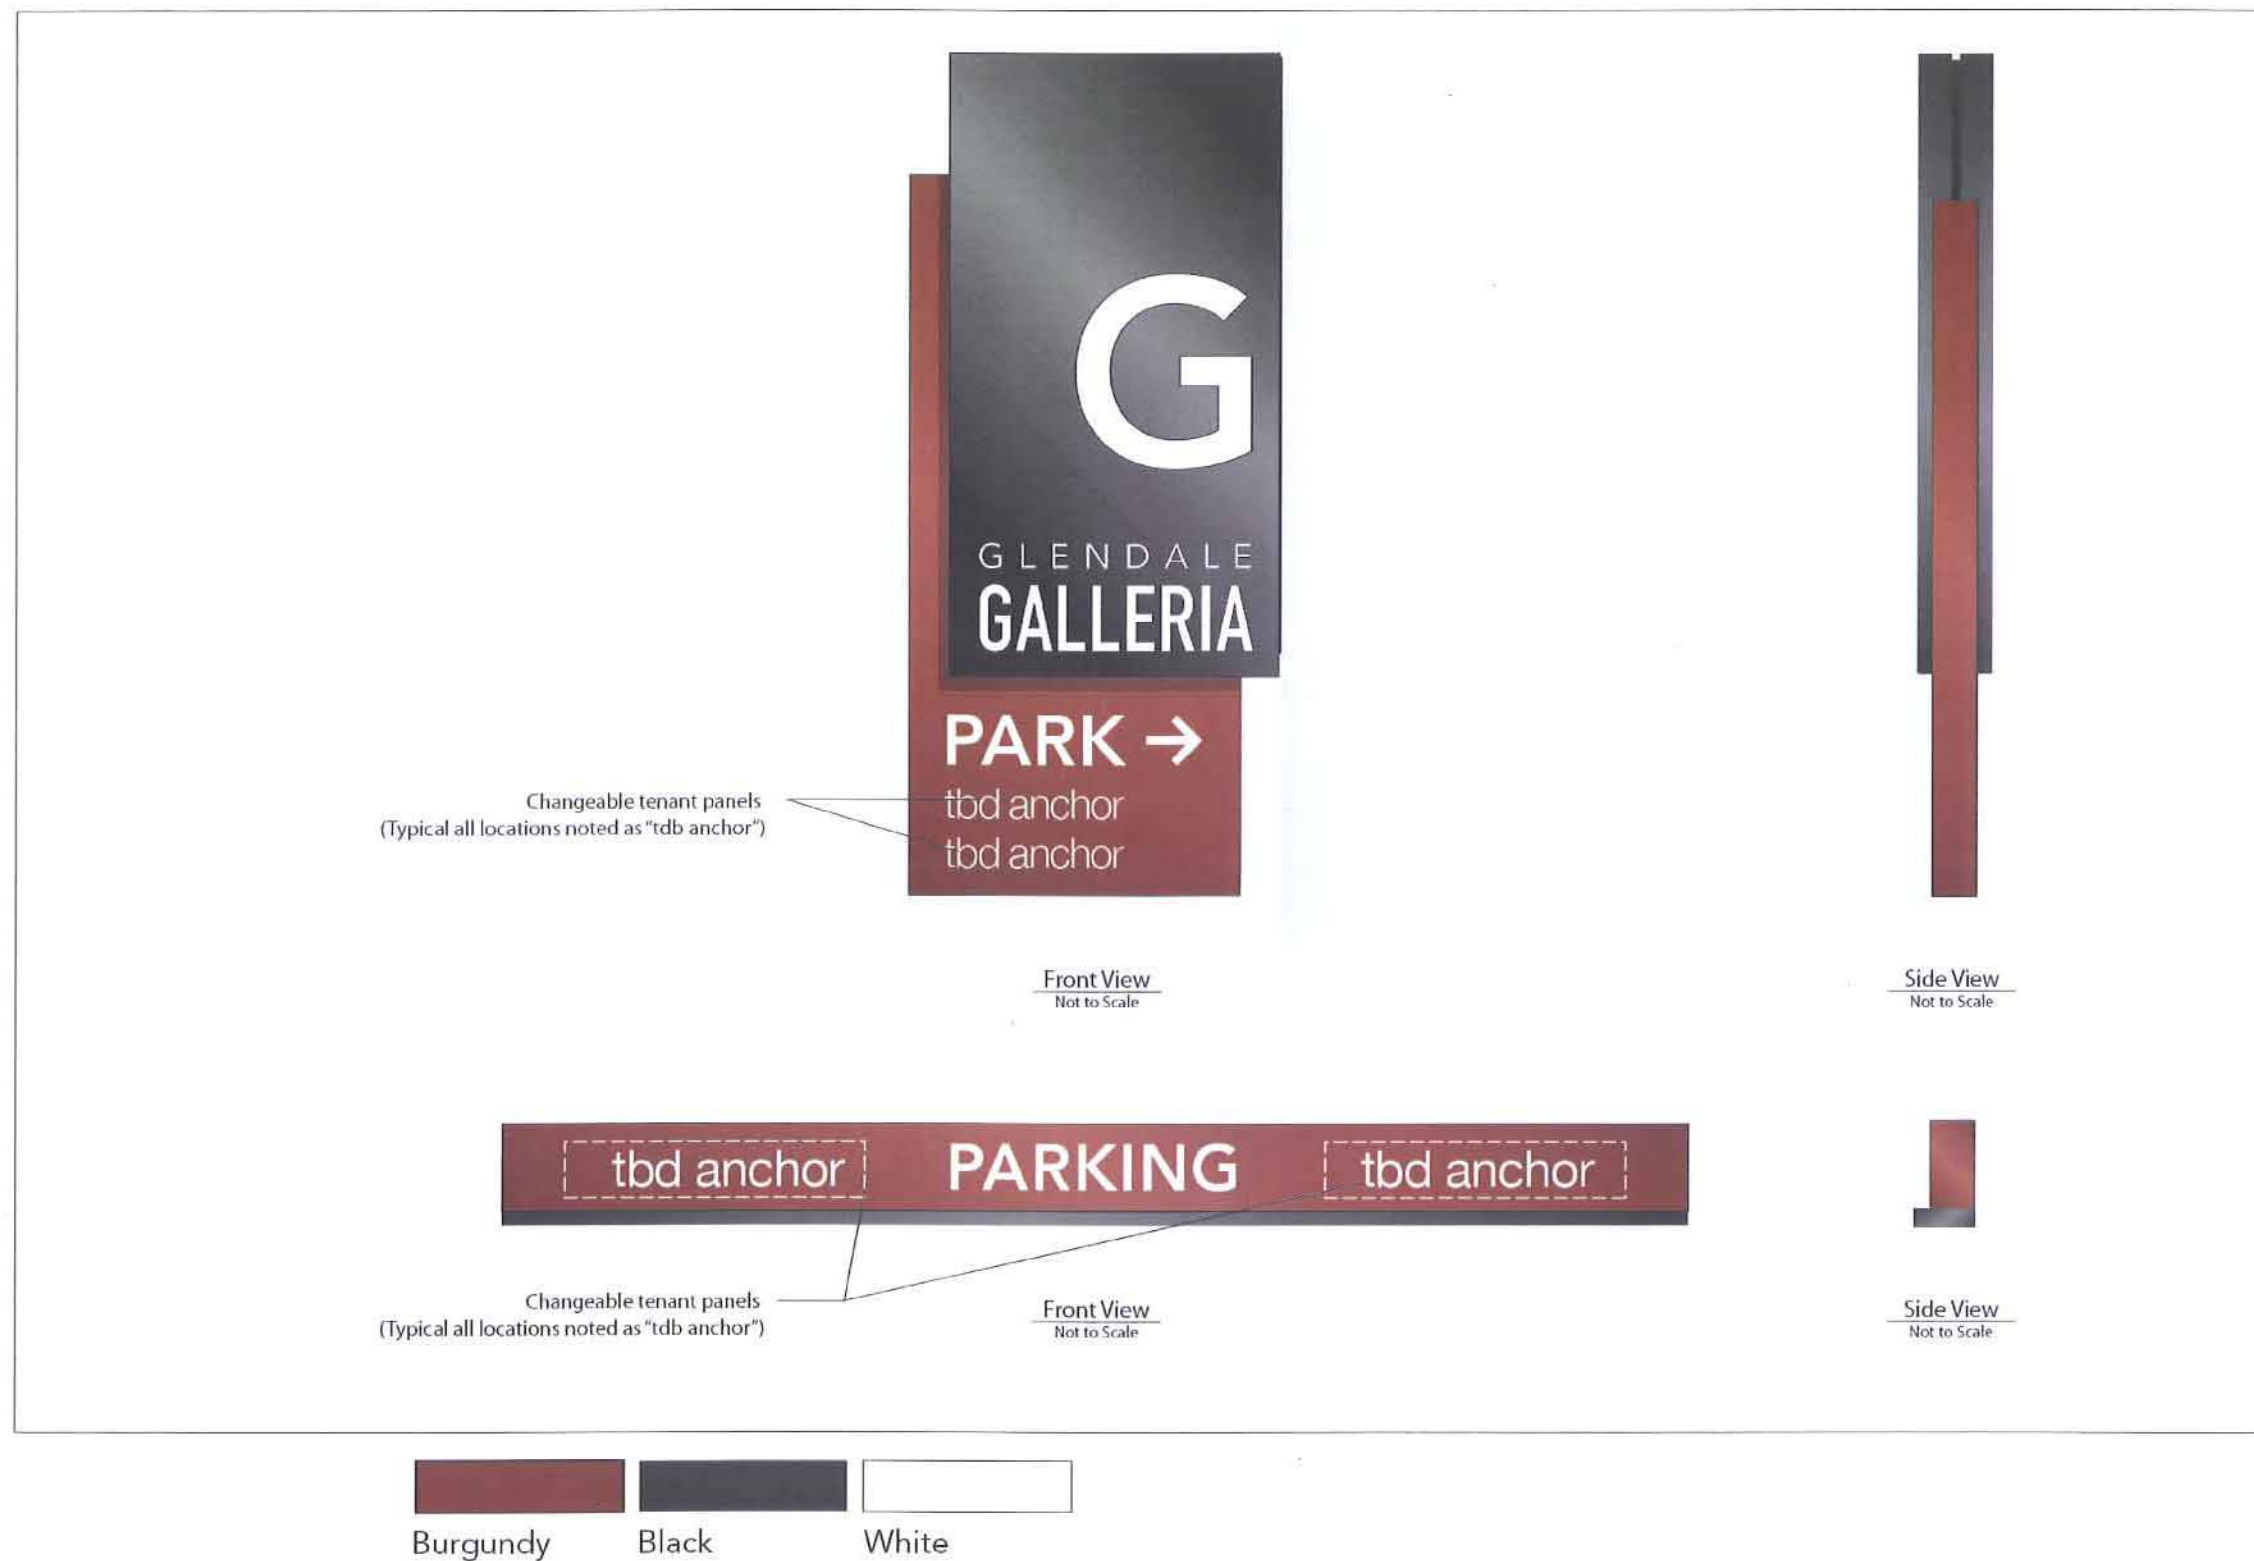 G
GLENDALE
GALLERIA
PARK →
tbd anchor
tbd anchor
Changeable tenant panels
(Typical all locations noted as "tdb anchor")
Front View
Not to Scale
Side View
Not to Scale
tbd anchor PARKING tbd anchor
Changeable tenant panels
(Typical all locations noted as "tdb anchor")
Front View
Not to Scale
Side View
Not to Scale
Burgundy Black White